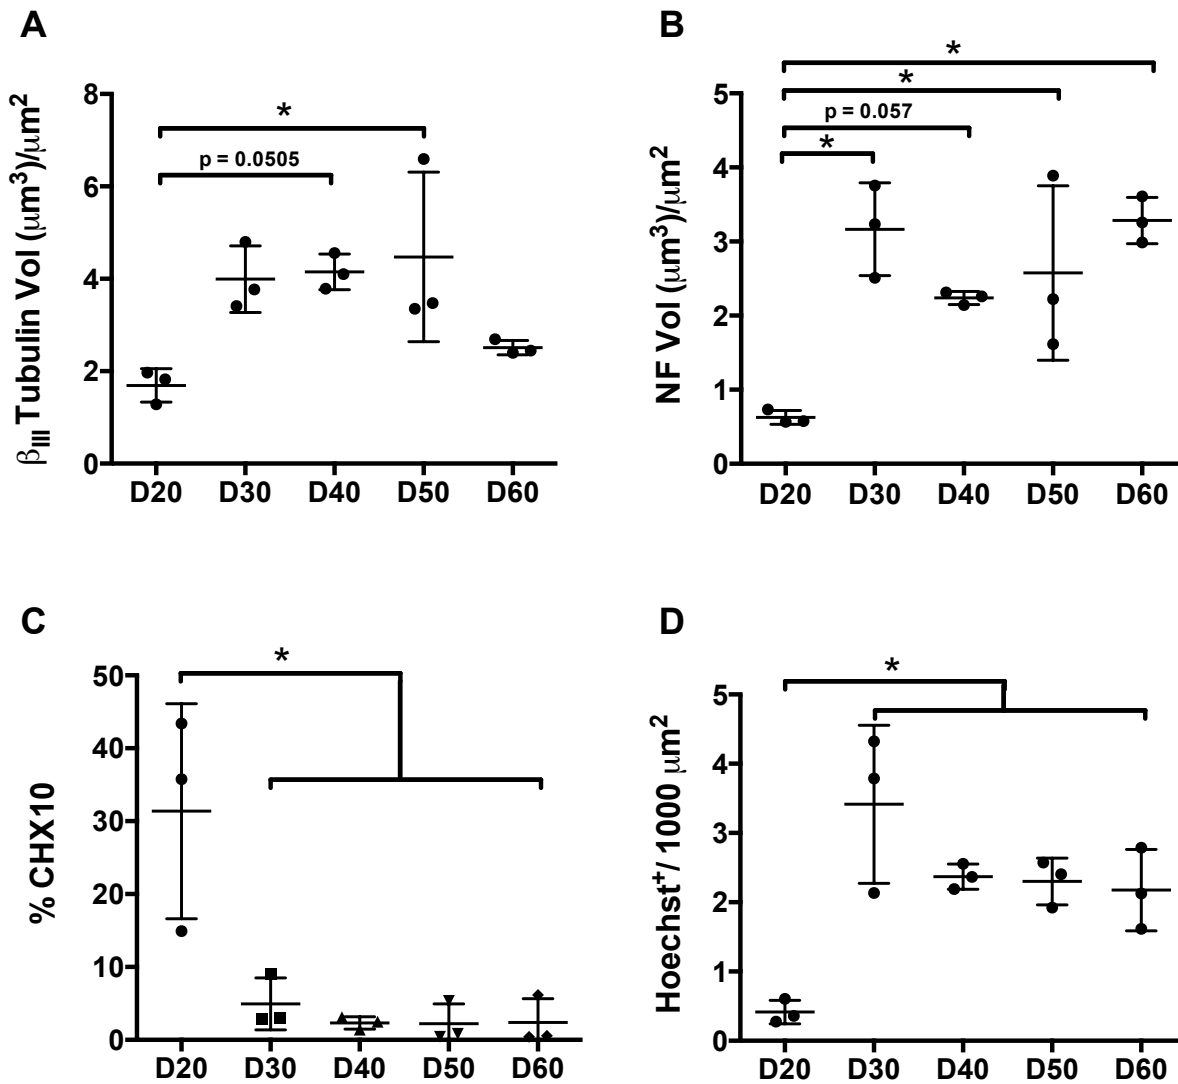 A
βIII Tubulin Vol (μm³)/μm²
8
6
4
2
0
*
p = 0.0505
D20 D30 D40 D50 D60
B
NF Vol (μm³)/μm²
5
4
3
2
1
0
*
*
p = 0.057
*
D20 D30 D40 D50 D60
C
% CHX10
50
40
30
20
10
0
*
D20 D30 D40 D50 D60
D
Hoechst⁺/ 1000 μm²
5
4
3
2
1
0
*
D20 D30 D40 D50 D60